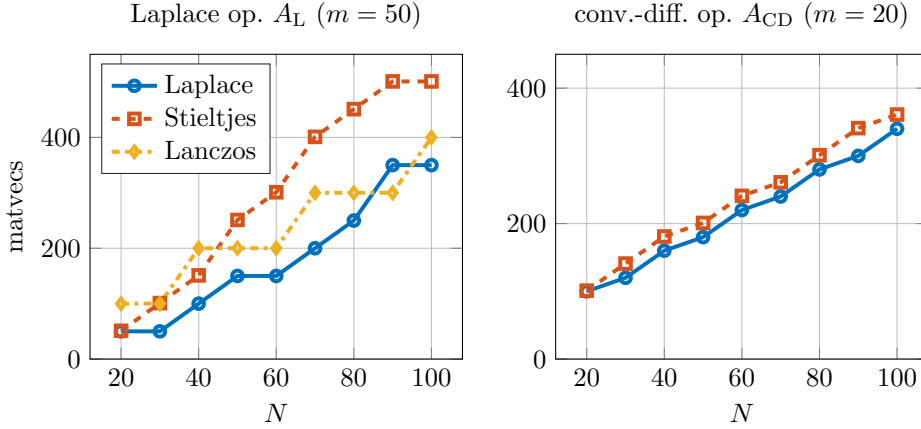 Laplace op. A_L (m = 50)
Laplace
Stieltjes
Lanczos
matvecs
400
200
0
20 40 60 80 100
N
conv.-diff. op. A_CD (m = 20)
400
200
0
20 40 60 80 100
N